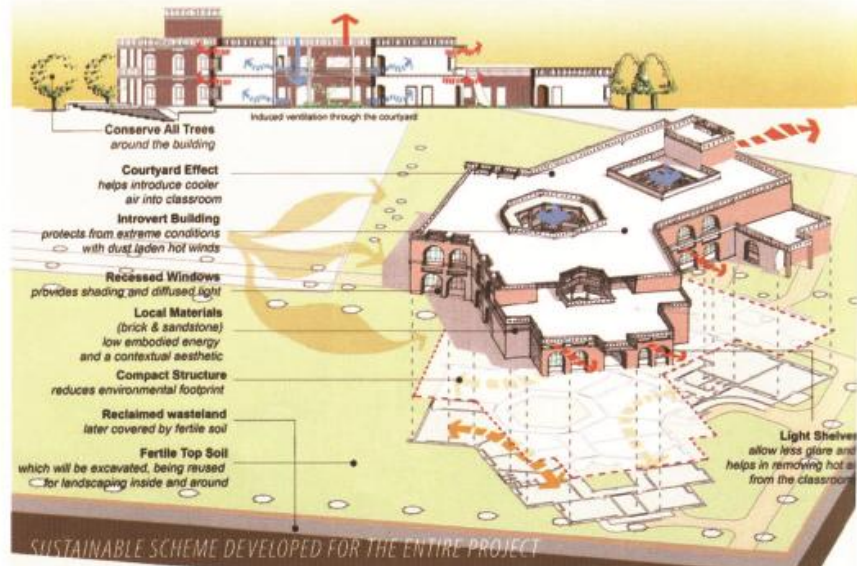 Induced ventilation through the courtyard
Conserve All Trees
around the building
Courtyard Effect
helps introduce cooler
air into classroom
Introvert Building
protects from extreme conditions
with dust laden hot winds
Recessed Windows
provides shading and diffused light
Local Materials
(brick & sandstone)
low embodied energy
and a contextual aesthetic
Compact Structure
reduces environmental footprint
Reclaimed wasteland
later covered by fertile soil
Fertile Top Soil
which will be excavated, being reused
for landscaping inside and around
Light Shelves
allow less glare and
helps in removing hot a
from the classroom
SUSTAINABLE SCHEME DEVELOPED FOR THE ENTIRE PROJECT